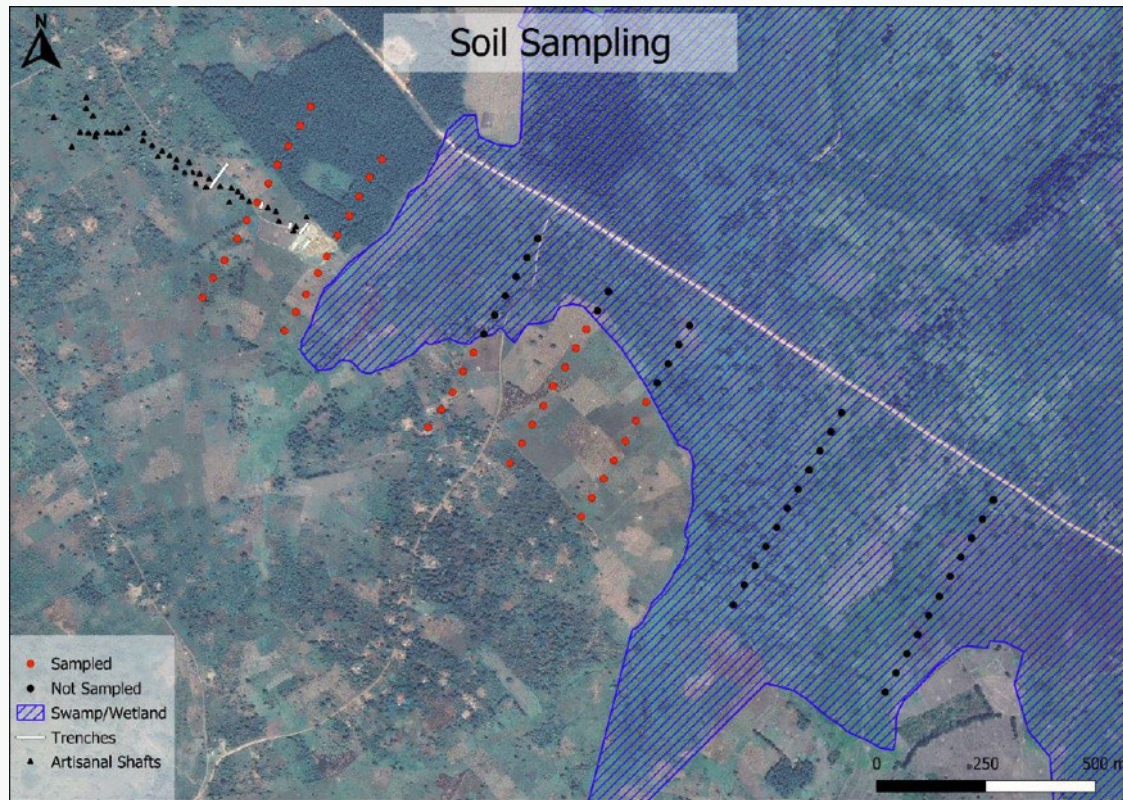 N
Soil Sampling
Sampled
Not Sampled
Swamp/Wetland
Trenches
Artisanal Shafts
0 250 500 m